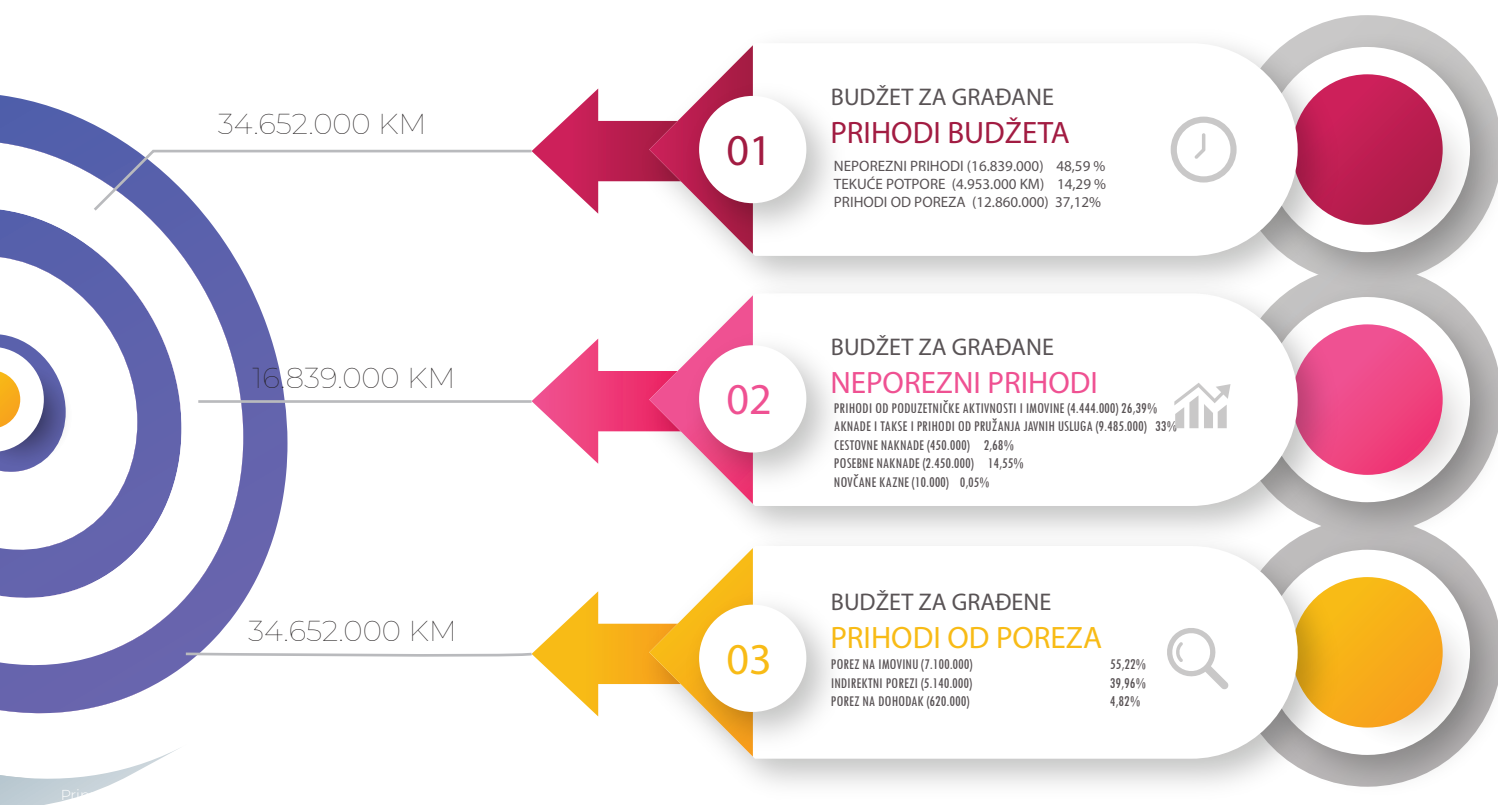 34.652.000 KM
01
BUDŽET ZA GRAĐANE
PRIHODI BUDŽETA
NEPOREZNI PRIHODI (16.839.000) 48,59 %
TEKUĆE POTPORE (4.953.000 KM) 14,29 %
PRIHODI OD POREZA (12.860.000) 37,12%
16.839.000 KM
02
BUDŽET ZA GRAĐANE
NEPOREZNI PRIHODI
PRIHODI OD PODUZETNIČKE AKTIVNOSTI I IMOVINE (4.444.000) 26,39%
AKNADE I TAKSE I PRIHODI OD PRUŽANJA JAVNIH USLUGA (9.485.000) 33%
CESTOVNE NAKNADE (450.000) 2,68%
POSEBNE NAKNADE (2.450.000) 14,55%
NOVČANE KAZNE (10.000) 0,05%
34.652.000 KM
03
BUDŽET ZA GRAĐENE
PRIHODI OD POREZA
POREZ NA IMOVINU (7.100.000) 55,22%
INDIREKTNI POREZI (5.140.000) 39,96%
POREZ NA DOHODAK (620.000) 4,82%